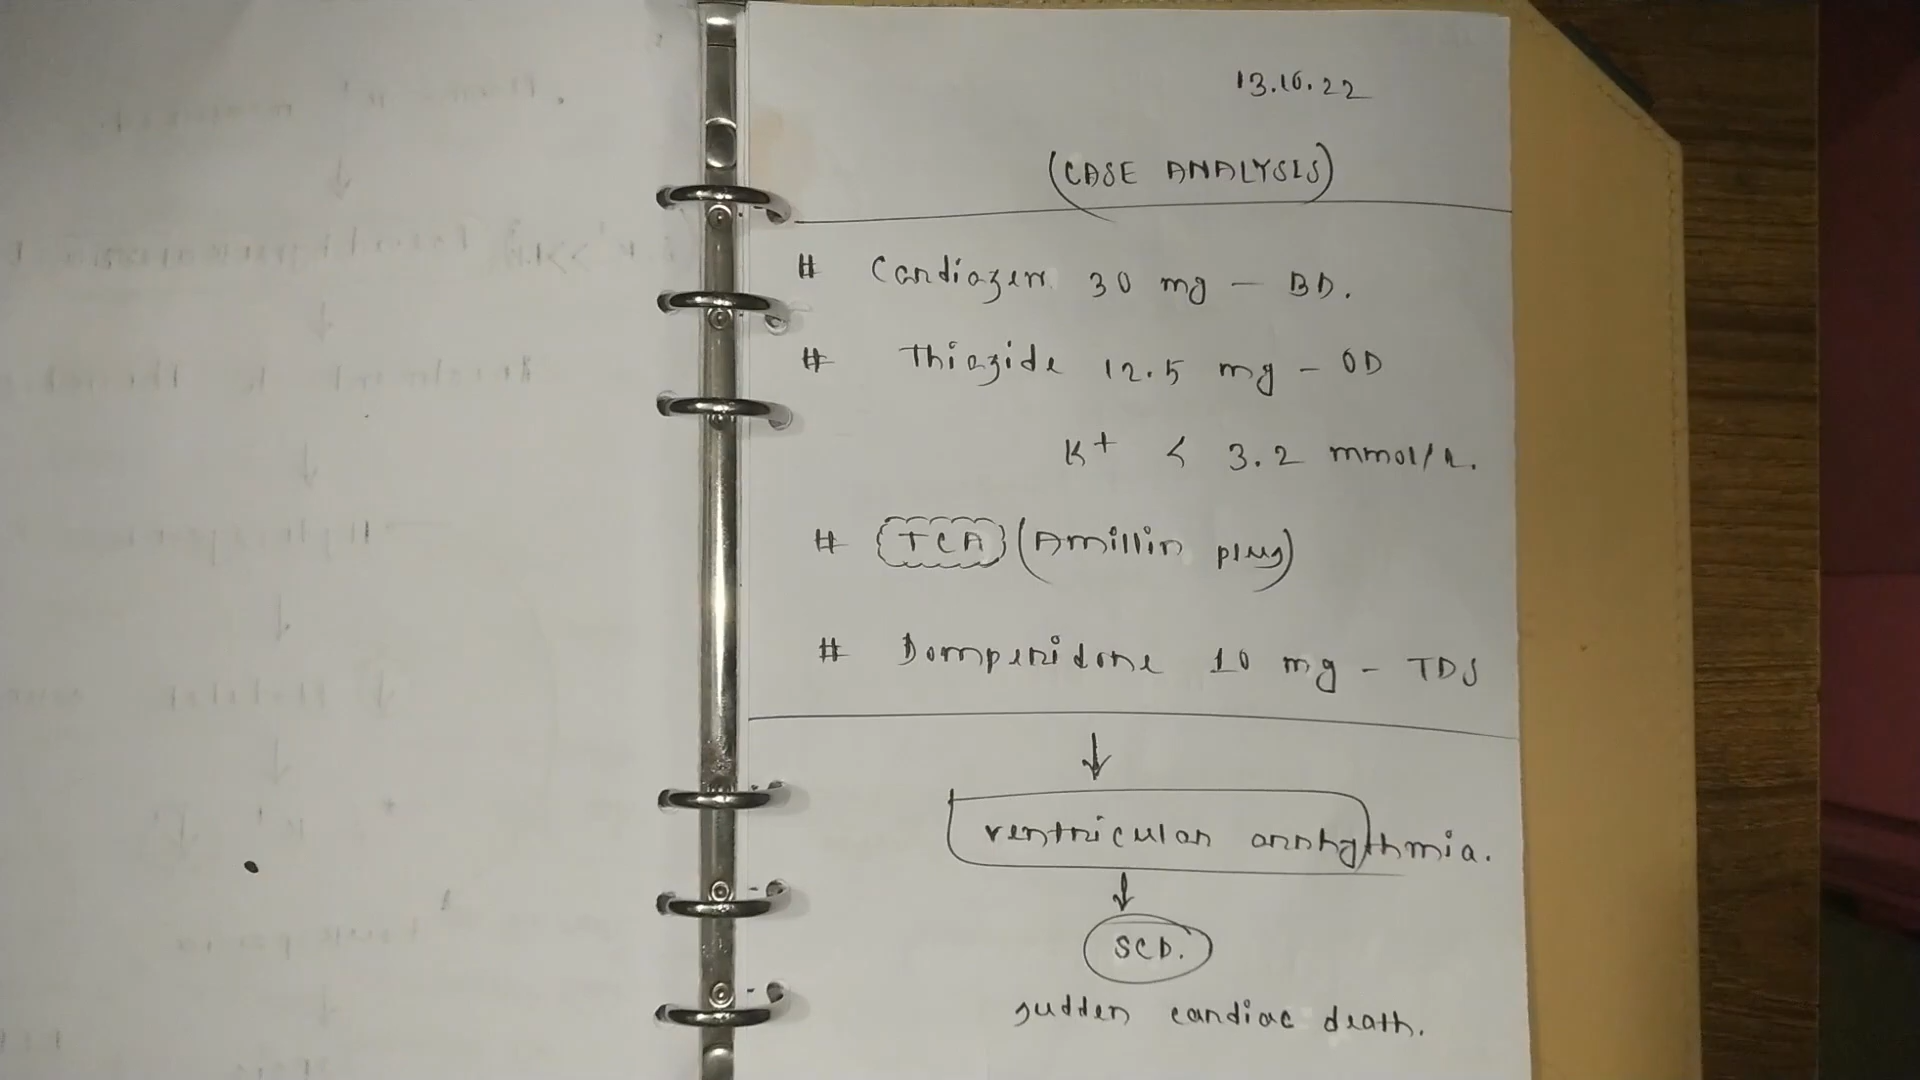 13.10.22
(CASE ANALYSIS)
# Cardiazem 30 mg – BD.
# Thiazide 12.5 mg – OD
K+ < 3.2 mmol/L.
# TCA (Amillin plus)
# Domperidone 10 mg – TDS
↓
ventricular arrhythmia.
↓
SCD.
sudden cardiac death.